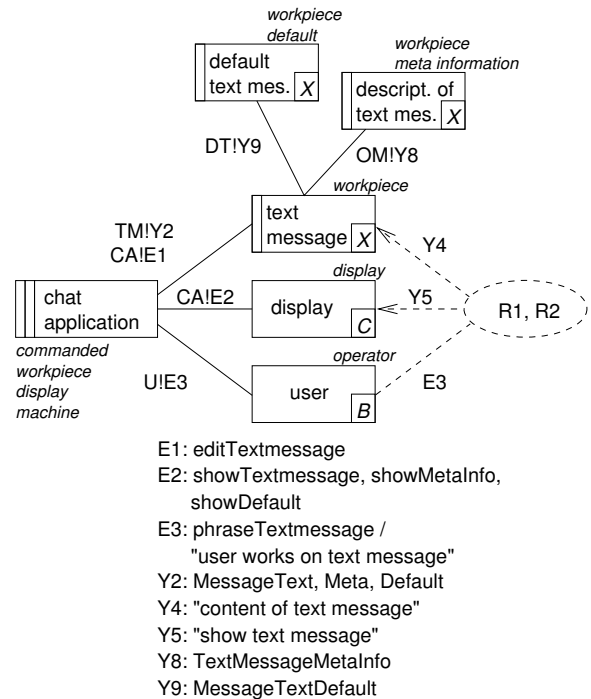 workpiece
default
default
text mes. X
workpiece
meta information
descript. of
text mes. X
DT!Y9
OM!Y8
workpiece
text
message X
TM!Y2
CA!E1
Y4
chat
application
commanded
workpiece
display
machine
CA!E2
display
display
C
Y5
R1, R2
U!E3
operator
user
B
E3
E1: editTextmessage
E2: showTextmessage, showMetaInfo,
showDefault
E3: phraseTextmessage /
"user works on text message"
Y2: MessageText, Meta, Default
Y4: "content of text message"
Y5: "show text message"
Y8: TextMessageMetaInfo
Y9: MessageTextDefault